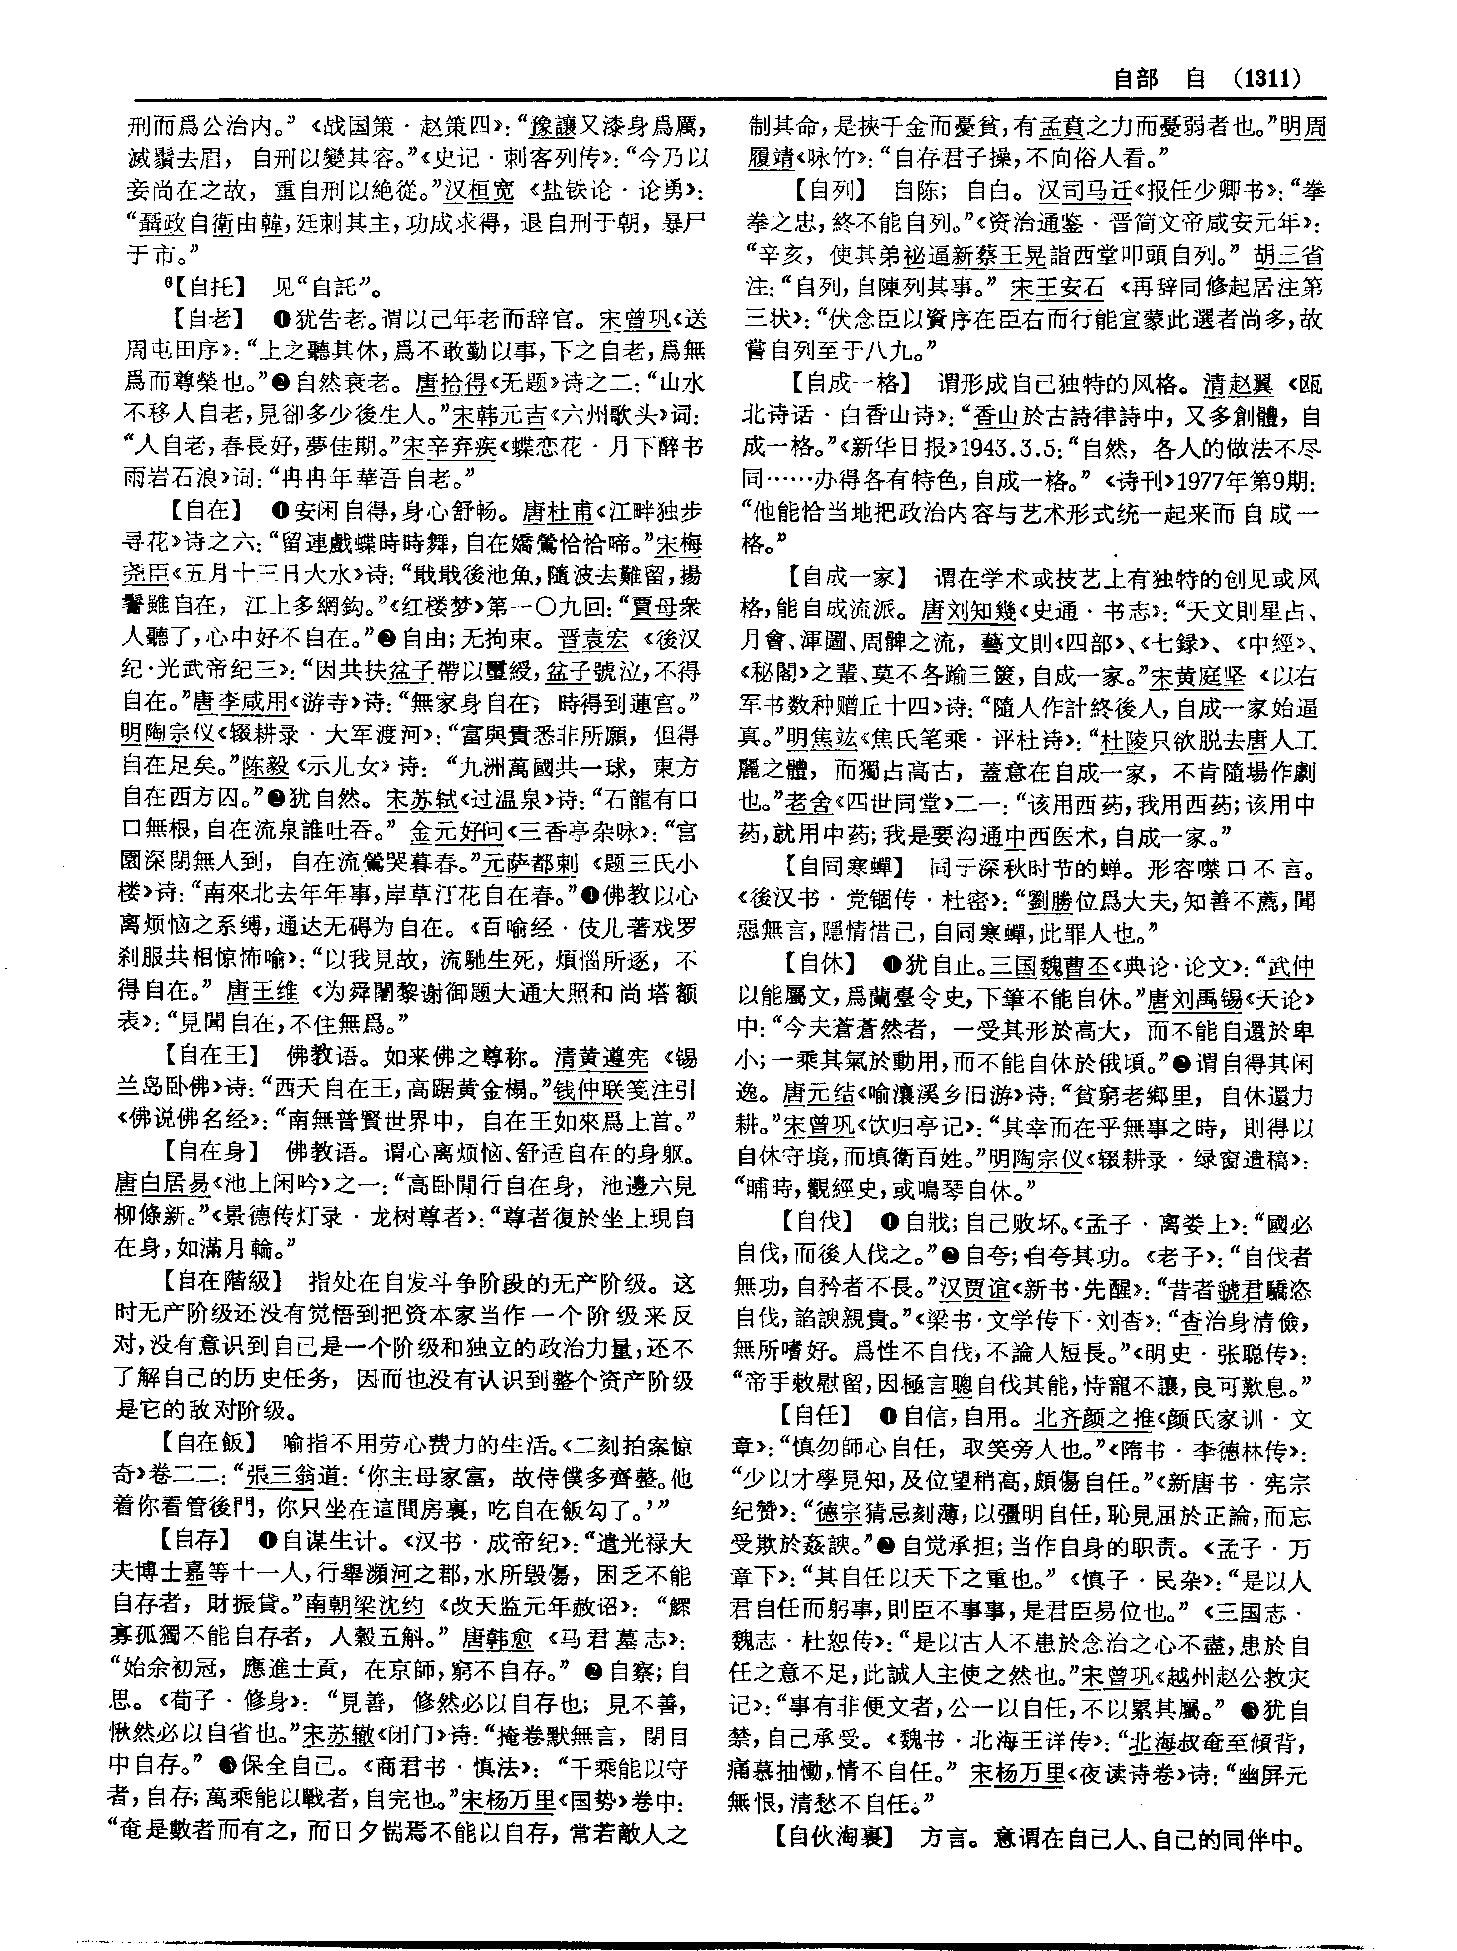 自部　自　(1311)
刑而爲公治内。”《战国策·赵策四》：“豫讓又漆身爲厲，
滅鬚去眉，自刑以變其容。”《史记·刺客列传》：“今乃以
妾尚在之故，重自刑以絶從。”汉桓宽《盐铁论·论勇》：
“聶政自衛由韓，廷刺其主，功成求得，退自刑于朝，暴尸
于市。”
⁶【自托】　见“自託”。
【自老】　❶犹告老。谓以己年老而辞官。宋曾巩《送
周屯田序》：“上之聽其休，爲不敢勤以事，下之自老，爲無
爲而尊榮也。”❷自然衰老。唐拾得《无题》诗之二：“山水
不移人自老，見卻多少後生人。”宋韩元吉《六州歌头》词：
“人自老，春長好，夢佳期。”宋辛弃疾《蝶恋花·月下醉书
雨岩石浪》词：“冉冉年華吾自老。”
【自在】　❶安闲自得，身心舒畅。唐杜甫《江畔独步
寻花》诗之六：“留連戲蝶時時舞，自在嬌鶯恰恰啼。”宋梅
尧臣《五月十三日大水》诗：“戢戢後池魚，隨波去難留，揚
鬐雖自在，江上多網鈎。”《红楼梦》第一〇九回：“賈母衆
人聽了，心中好不自在。”❷自由；无拘束。晋袁宏《後汉
纪·光武帝纪三》：“因共扶盆子帶以璽綬，盆子號泣，不得
自在。”唐李咸用《游寺》诗：“無家身自在，時得到蓮宫。”
明陶宗仪《辍耕录·大军渡河》：“富與貴悉非所願，但得
自在足矣。”陈毅《示儿女》诗：“九洲萬國共一球，東方
自在西方囚。”❸犹自然。宋苏轼《过温泉》诗：“石龍有口
口無根，自在流泉誰吐吞。”金元好问《三香亭杂咏》：“宫
園深閉無人到，自在流鶯哭暮春。”元萨都剌《题三氏小
楼》诗：“南來北去年年事，岸草汀花自在春。”❹佛教以心
离烦恼之系缚，通达无碍为自在。《百喻经·伎儿著戏罗
刹服共相惊怖喻》：“以我見故，流馳生死，煩惱所逐，不
得自在。”唐王维《为舜闍黎谢御题大通大照和尚塔额
表》：“見聞自在，不住無爲。”
【自在王】　佛教语。如来佛之尊称。清黄遵宪《锡
兰岛卧佛》诗：“西天自在王，高踞黄金榻。”钱仲联笺注引
《佛说佛名经》：“南無普賢世界中，自在王如來爲上首。”
【自在身】　佛教语。谓心离烦恼、舒适自在的身躯。
唐白居易《池上闲吟》之一：“高卧閒行自在身，池邊六見
柳條新。”《景德传灯录·龙树尊者》：“尊者復於坐上現自
在身，如滿月輪。”
【自在階級】　指处在自发斗争阶段的无产阶级。这
时无产阶级还没有觉悟到把资本家当作一个阶级来反
对，没有意识到自己是一个阶级和独立的政治力量，还不
了解自己的历史任务，因而也没有认识到整个资产阶级
是它的敌对阶级。
【自在飯】　喻指不用劳心费力的生活。《二刻拍案惊
奇》卷二二：“張三翁道：‘你主母家富，故侍僕多齊整。他
着你看管後門，你只坐在這間房裏，吃自在飯勾了。’”
【自存】　❶自谋生计。《汉书·成帝纪》：“遣光禄大
夫博士嘉等十一人，行舉瀕河之郡，水所毁傷，困乏不能
自存者，財振貸。”南朝梁沈约《改天监元年赦诏》：“鰥
寡孤獨不能自存者，人穀五斛。”唐韩愈《马君墓志》：
“始余初冠，應進士貢，在京師，窮不自存。”❷自察；自
思。《荀子·修身》：“見善，修然必以自存也；見不善，
愀然必以自省也。”宋苏辙《闭门》诗：“掩卷默無言，閉目
中自存。”❸保全自己。《商君书·慎法》：“千乘能以守
者，自存；萬乘能以戰者，自完也。”宋杨万里《国势》卷中：
“奄是數者而有之，而日夕惴焉不能以自存，常若敵人之
制其命，是挾千金而憂貧，有孟賁之力而憂弱者也。”明周
履靖《咏竹》：“自存君子操，不向俗人看。”
【自列】　自陈；自白。汉司马迁《报任少卿书》：“拳
拳之忠，終不能自列。”《资治通鉴·晋简文帝咸安元年》：
“辛亥，使其弟祕逼新蔡王晃詣西堂叩頭自列。”胡三省
注：“自列，自陳列其事。”宋王安石《再辞同修起居注第
三状》：“伏念臣以資序在臣右而行能宜蒙此選者尚多，故
嘗自列至于八九。”
【自成一格】　谓形成自己独特的风格。清赵翼《瓯
北诗话·白香山诗》：“香山於古詩律詩中，又多創體，自
成一格。”《新华日报》1943.3.5：“自然，各人的做法不尽
同……办得各有特色，自成一格。”《诗刊》1977年第9期：
“他能恰当地把政治内容与艺术形式统一起来而自成一
格。”
【自成一家】　谓在学术或技艺上有独特的创见或风
格，能自成流派。唐刘知幾《史通·书志》：“天文則星占、
月會、渾圖、周髀之流，藝文則《四部》、《七録》、《中經》、
《秘閣》之輩、莫不各踰三篋，自成一家。”宋黄庭坚《以右
军书数种赠丘十四》诗：“隨人作計終後人，自成一家始逼
真。”明焦竑《焦氏笔乘·评杜诗》：“杜陵只欲脱去唐人工
麗之體，而獨占高古，蓋意在自成一家，不肯隨場作劇
也。”老舍《四世同堂》二一：“该用西药，我用西药；该用中
药，就用中药；我是要沟通中西医术，自成一家。”
【自同寒蟬】　同于深秋时节的蝉。形容噤口不言。
《後汉书·党锢传·杜密》：“劉勝位爲大夫，知善不薦，聞
惡無言，隱情惜己，自同寒蟬，此罪人也。”
【自休】　❶犹自止。三国魏曹丕《典论·论文》：“武仲
以能屬文，爲蘭臺令史，下筆不能自休。”唐刘禹锡《天论》
中：“今夫蒼蒼然者，一受其形於高大，而不能自還於卑
小；一乘其氣於動用，而不能自休於俄頃。”❷谓自得其闲
逸。唐元结《喻瀼溪乡旧游》诗：“貧窮老鄉里，自休還力
耕。”宋曾巩《饮归亭记》：“其幸而在乎無事之時，則得以
自休守境，而填衛百姓。”明陶宗仪《辍耕录·绿窗遗稿》：
“晡時，觀經史，或鳴琴自休。”
【自伐】　❶自戕；自己败坏。《孟子·离娄上》：“國必
自伐，而後人伐之。”❷自夸；自夸其功。《老子》：“自伐者
無功，自矜者不長。”汉贾谊《新书·先醒》：“昔者虢君驕恣
自伐，諂諛親貴。”《梁书·文学传下·刘杳》：“查治身清儉，
無所嗜好。爲性不自伐，不論人短長。”《明史·张聪传》：
“帝手敕慰留，因極言聰自伐其能，恃寵不讓，良可歎息。”
【自任】　❶自信，自用。北齐颜之推《颜氏家训·文
章》：“慎勿師心自任，取笑旁人也。”《隋书·李德林传》：
“少以才學見知，及位望稍高，頗傷自任。”《新唐书·宪宗
纪赞》：“德宗猜忌刻薄，以彊明自任，恥見屈於正論，而忘
受欺於姦諛。”❷自觉承担；当作自身的职责。《孟子·万
章下》：“其自任以天下之重也。”《慎子·民杂》：“是以人
君自任而躬事，則臣不事事，是君臣易位也。”《三国志·
魏志·杜恕传》：“是以古人不患於念治之心不盡，患於自
任之意不足，此誠人主使之然也。”宋曾巩《越州赵公救灾
记》：“事有非便文者，公一以自任，不以累其屬。”❸犹自
禁，自己承受。《魏书·北海王详传》：“北海叔奄至傾背，
痛慕抽慟，情不自任。”宋杨万里《夜读诗卷》诗：“幽屏元
無恨，清愁不自任。”
【自伙淘裏】　方言。意谓在自己人、自己的同伴中。